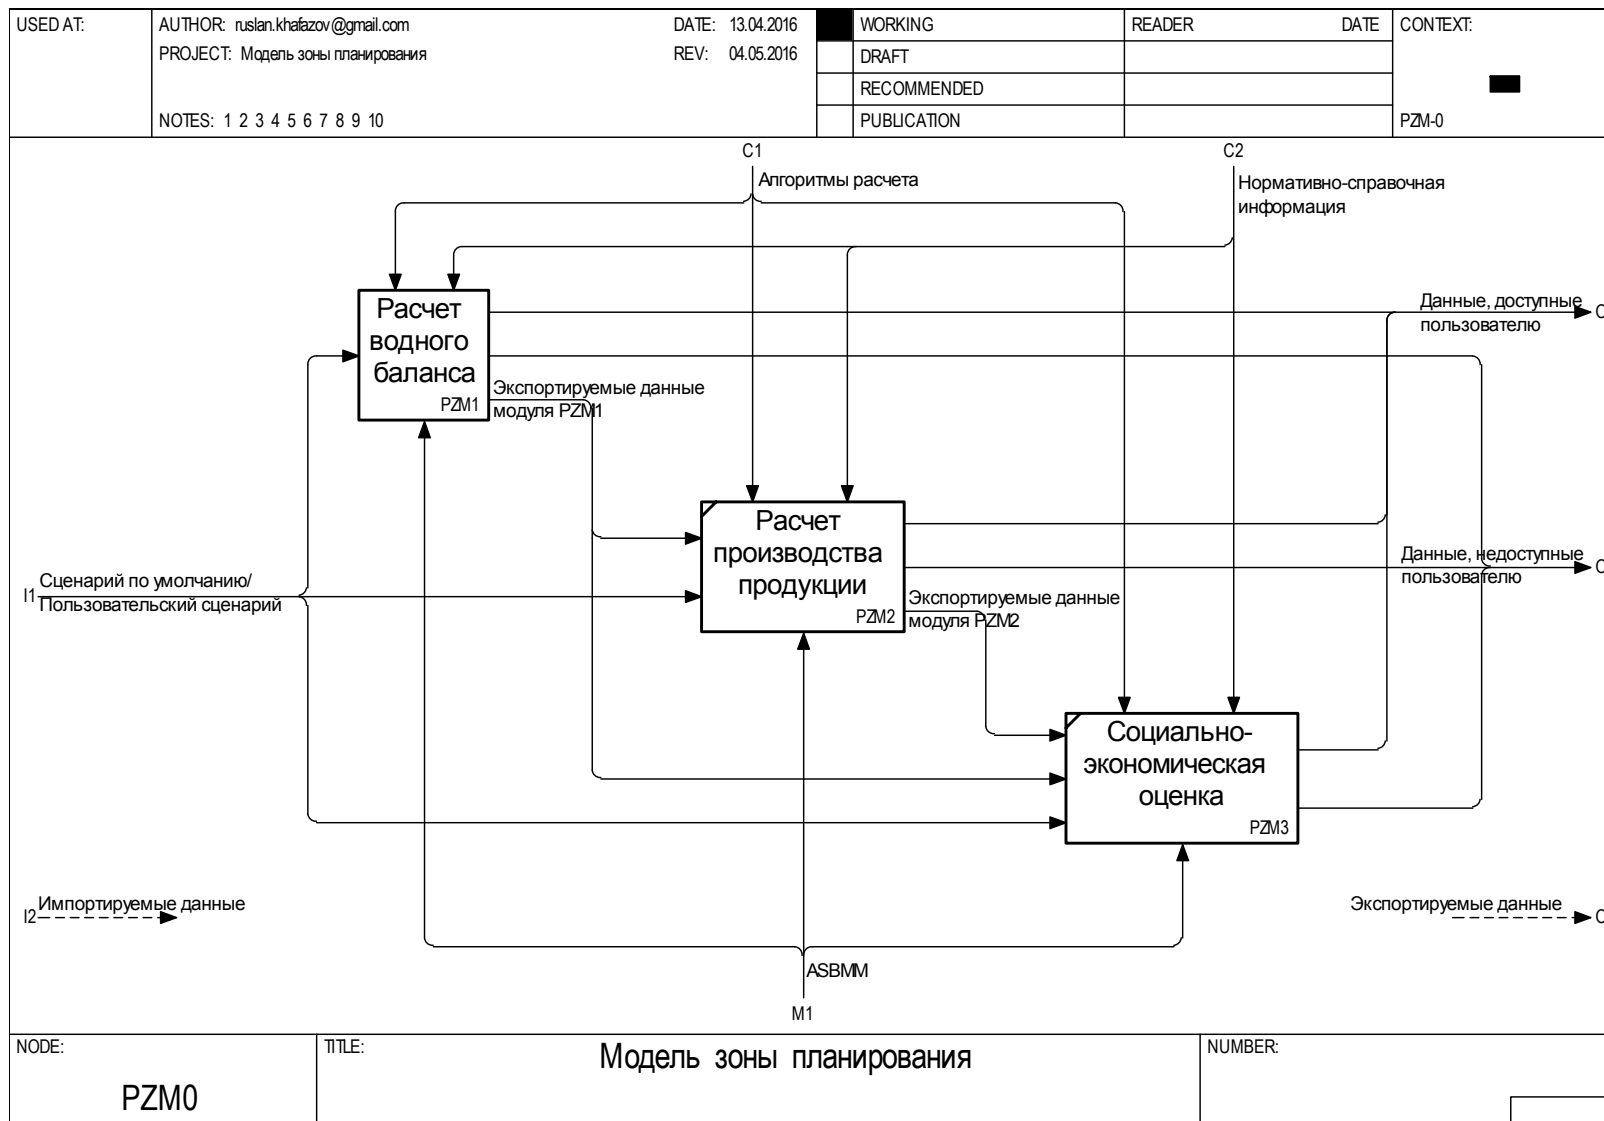 USED AT:
AUTHOR: ruslan.khafazov@gmail.com
DATE: 13.04.2016
PROJECT: Модель зоны планирования
REV: 04.05.2016
NOTES: 1 2 3 4 5 6 7 8 9 10
WORKING
DRAFT
RECOMMENDED
PUBLICATION
READER
DATE
CONTEXT:
PZM-0
C1
Алгоритмы расчета
C2
Нормативно-справочная
информация
Расчет
водного
баланса
PZM1
Экспортируемые данные
модуля PZM1
Данные, доступные
пользователю
Расчет
производства
продукции
PZM2
Экспортируемые данные
модуля PZM2
Данные, недоступные
пользователю
I1
Сценарий по умолчанию/
Пользовательский сценарий
Социально-
экономическая
оценка
PZM3
I2
Импортируемые данные
Экспортируемые данные
ASBMM
M1
NODE:
PZM0
TITLE:
Модель зоны планирования
NUMBER: